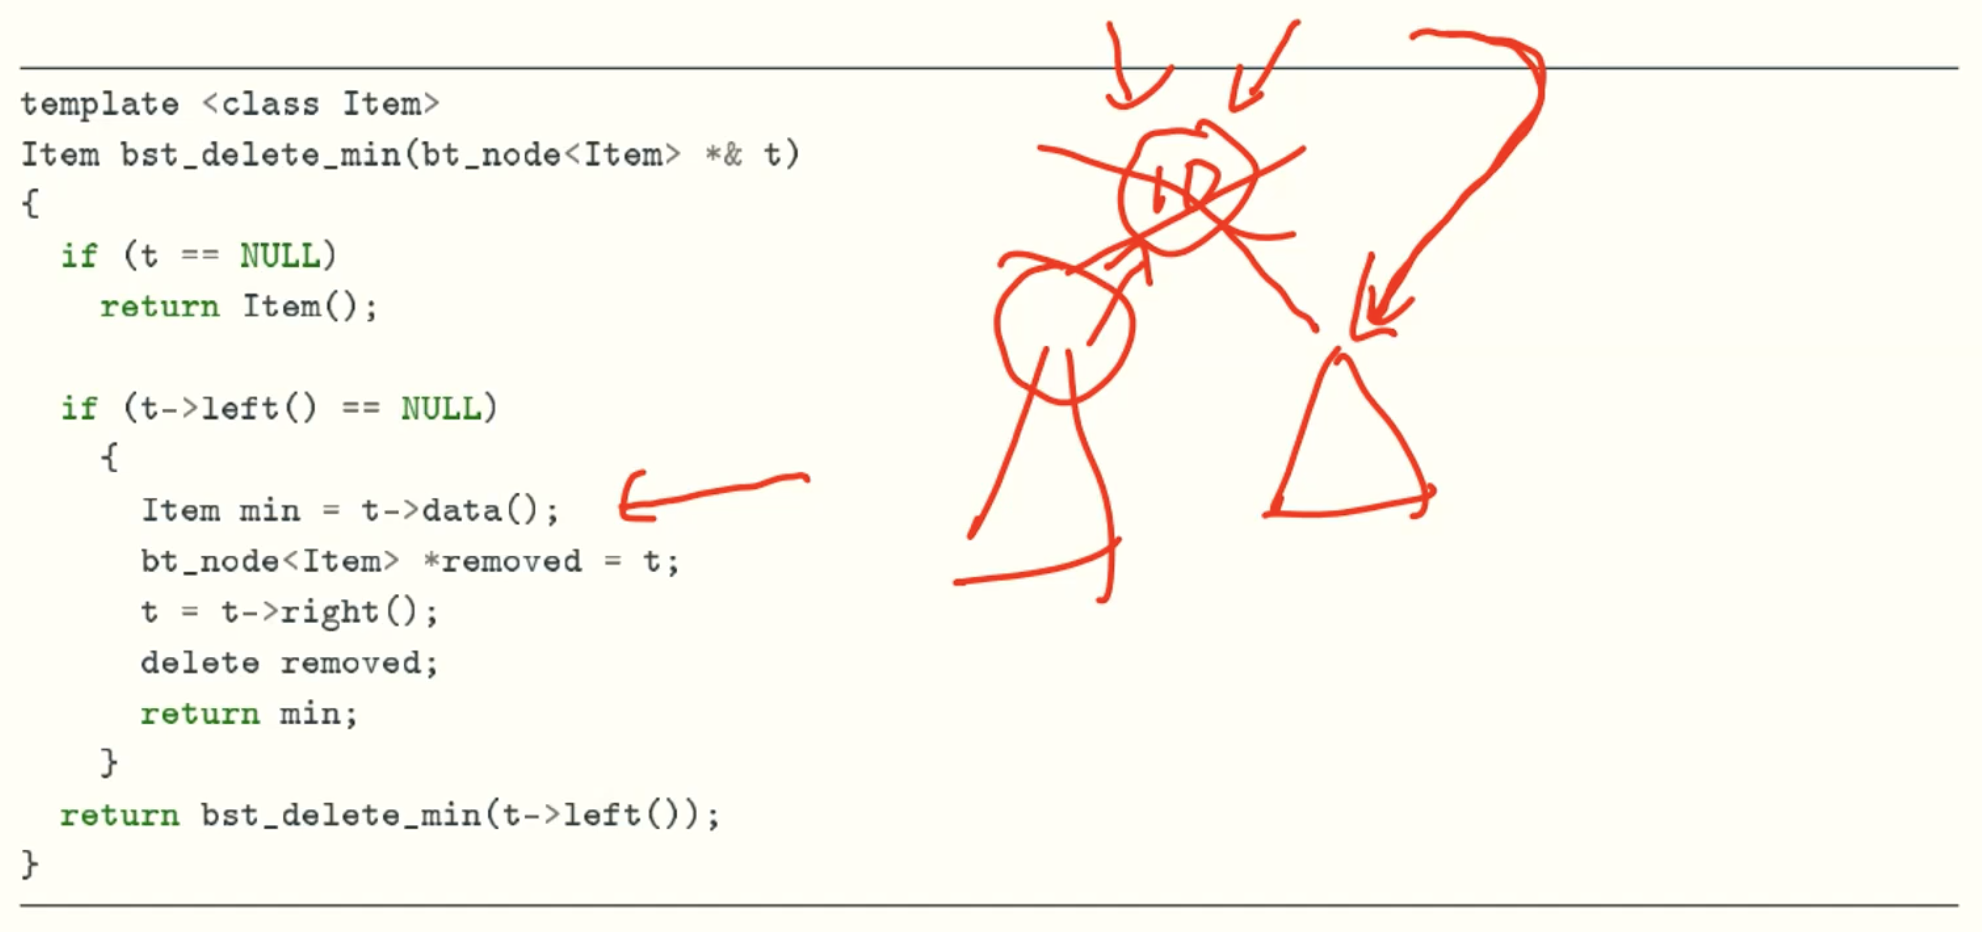 template <class Item>
Item bst_delete_min(bt_node<Item> *& t)
{
if (t == NULL)
return Item();
if (t->left() == NULL)
{
Item min = t->data();
bt_node<Item> *removed = t;
t = t->right();
delete removed;
return min;
}
return bst_delete_min(t->left());
}
10